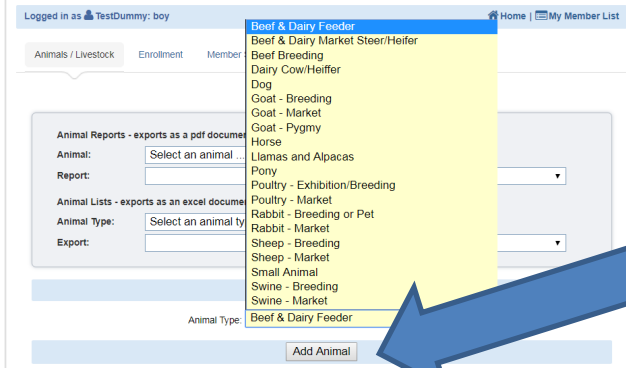 Logged in as TestDummy: boy
Home | My Member List
Animals / Livestock Enrollment Member
Beef & Dairy Feeder
Beef & Dairy Market Steer/Heifer
Beef Breeding
Dairy Cow/Heiffer
Dog
Goat - Breeding
Goat - Market
Goat - Pygmy
Horse
Llamas and Alpacas
Pony
Poultry - Exhibition/Breeding
Poultry - Market
Rabbit - Breeding or Pet
Rabbit - Market
Sheep - Breeding
Sheep - Market
Small Animal
Swine - Breeding
Swine - Market
Animal Reports - exports as a pdf documen
Animal: Select an animal ...
Report:
Animal Lists - exports as an excel documen
Animal Type: Select an animal ty
Export:
Animal Type: Beef & Dairy Feeder
Add Animal